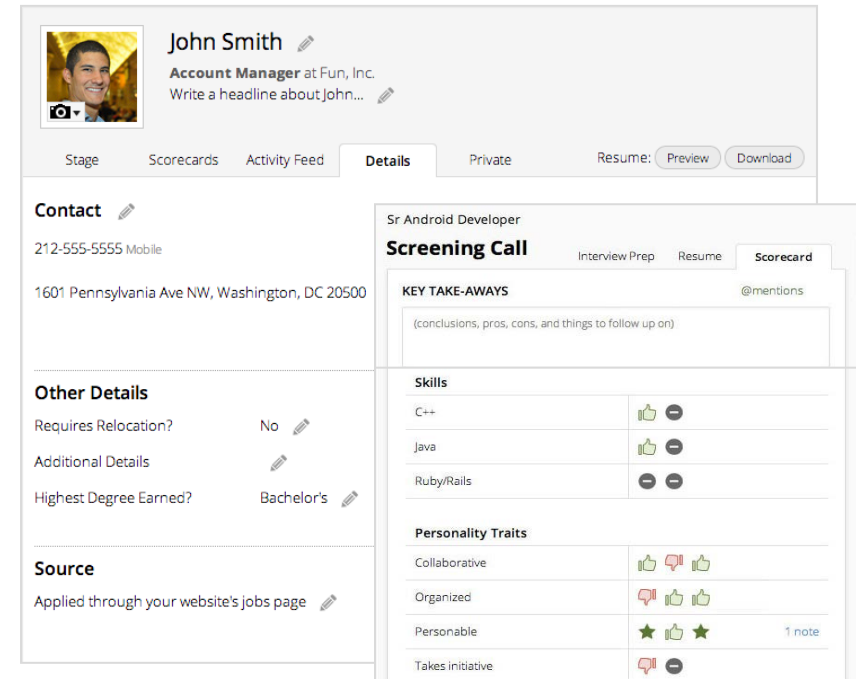 John Smith
Account Manager at Fun, Inc.
Write a headline about John...
Stage Scorecards Activity Feed Details Private Resume: Preview Download
Contact
212-555-5555 Mobile
1601 Pennsylvania Ave NW, Washington, DC 20500
Other Details
Requires Relocation? No
Additional Details
Highest Degree Earned? Bachelor's
Source
Applied through your website's jobs page
Sr Android Developer
Screening Call Interview Prep Resume Scorecard
KEY TAKE-AWAYS @mentions
(conclusions, pros, cons, and things to follow up on)
Skills
C++
Java
Ruby/Rails
Personality Traits
Collaborative
Organized
Personable 1 note
Takes initiative